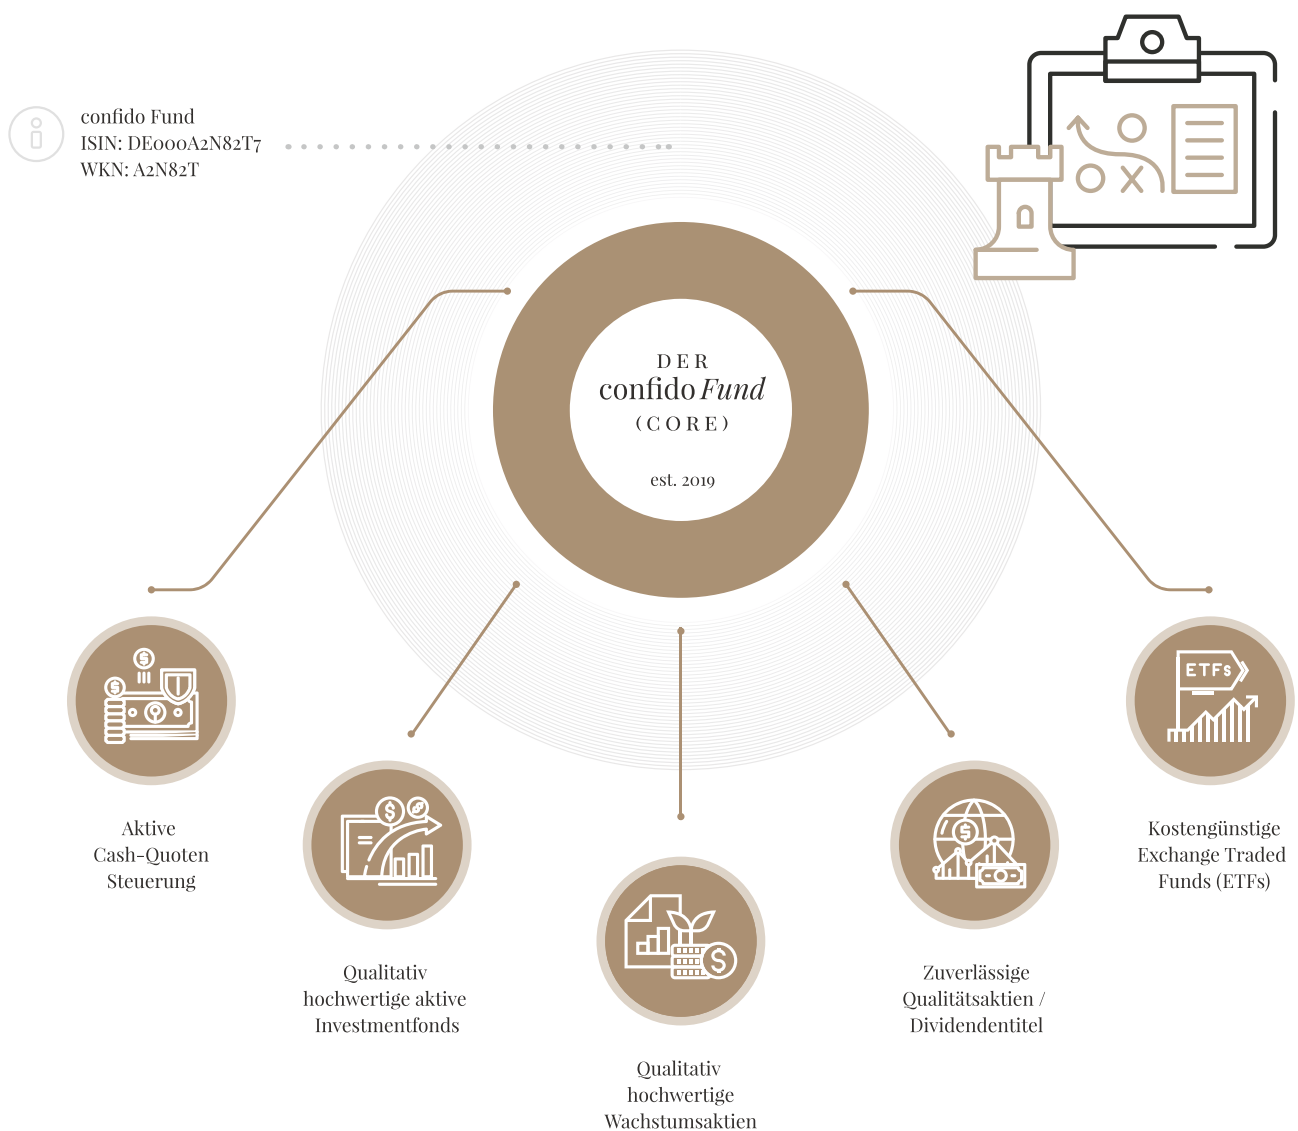 confido Fund
ISIN: DE000A2N82T7
WKN: A2N82T
DER
confido Fund
(CORE)
est. 2019
Aktive
Cash-Quoten
Steuerung
Qualitativ
hochwertige aktive
Investmentfonds
Qualitativ
hochwertige
Wachstumsaktien
Zuverlässige
Qualitätsaktien /
Dividendentitel
ETFs
Kostengünstige
Exchange Traded
Funds (ETFs)